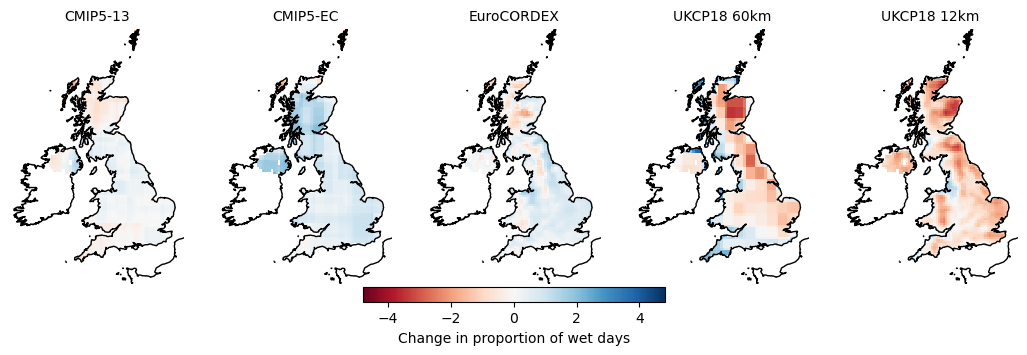 CMIP5-13 CMIP5-EC EuroCORDEX UKCP18 60km UKCP18 12km
−4 −2 0 2 4
Change in proportion of wet days